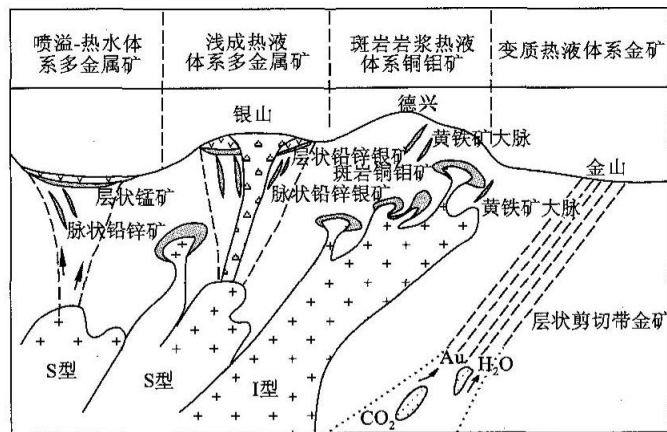 喷溢-热水体
系多金属矿
浅成热液
体系多金属矿
斑岩岩浆热液
体系铜钼矿
变质热液体系金矿
银山
德兴
金山
黄铁矿大脉
层状铅锌银矿
斑岩铜钼矿
层状锰矿
脉状铅锌银矿
黄铁矿大脉
脉状铅锌矿
层状剪切带金矿
S型
S型
I型
Au
H₂O
CO₂